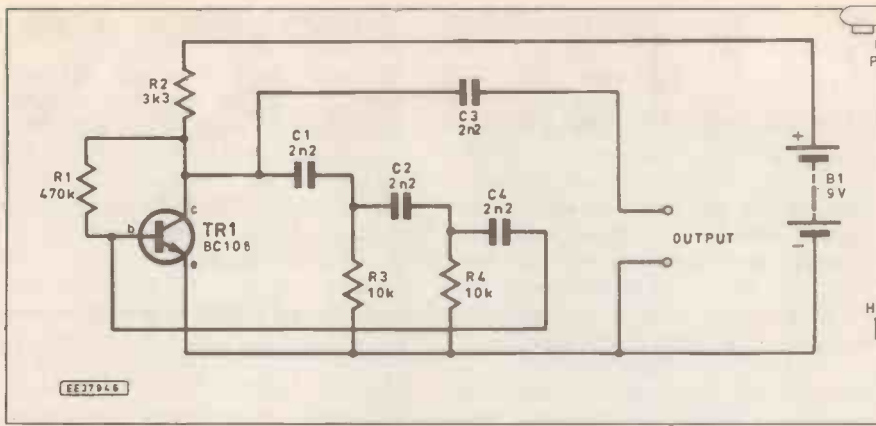 R2
3k3
P
C3
2n2
C1
2n2
C2
2n2
C4
2n2
+
B1
9V
−
R1
470k
c
b
e
TR1
BC108
OUTPUT
R3
10k
R4
10k
H
EE37946